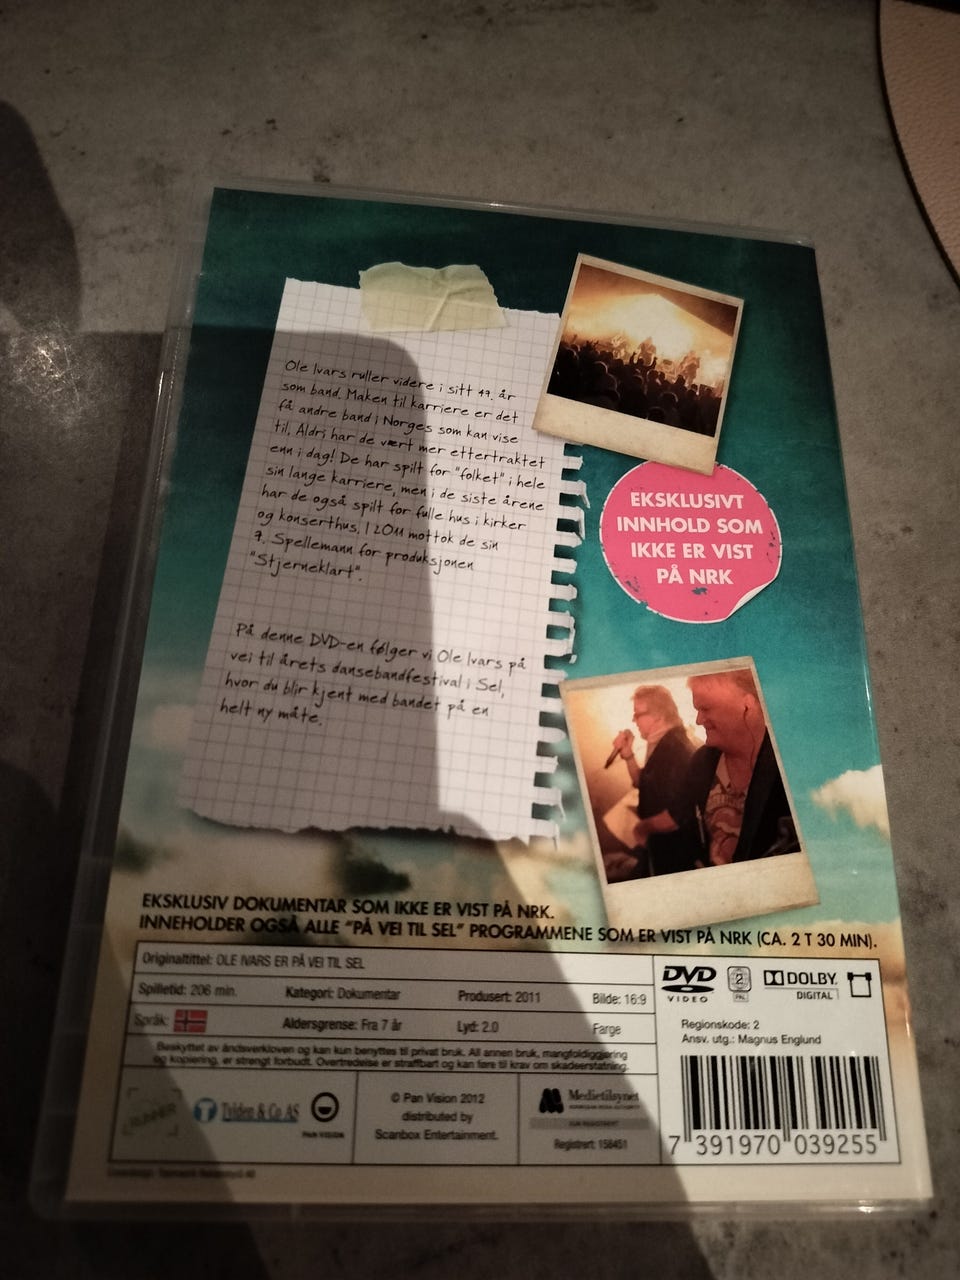 Ole Ivars ruller videre i sitt 47. år
som band. Maken til karriere er det
få andre band i Norges som kan vise
til. Aldri har de vært mer ettertraktet
enn i dag! De har spilt for "folket" i hele
sin lange karriere, men i de siste årene
har de også spilt for fulle hus i kirker
og konserthus. I 2011 mottok de sin
7. Spellemann for produksjonen
"Stjerneklart".
På denne DVD-en følger vi Ole Ivars på
vei til årets dansebandfestival i Sel,
hvor du blir kjent med bandet på en
helt ny måte.
EKSKLUSIVT
INNHOLD SOM
IKKE ER VIST
PÅ NRK
EKSKLUSIV DOKUMENTAR SOM IKKE ER VIST PÅ NRK.
INNEHOLDER OGSÅ ALLE "PÅ VEI TIL SEL" PROGRAMMENE SOM ER VIST PÅ NRK (CA. 2 T 30 MIN).
Originaltittel: OLE IVARS ER PÅ VEI TIL SEL
Spilletid: 206 min. Kategori: Dokumentar Produsert: 2011 Bilde: 16:9
Språk: Aldersgrense: Fra 7 år Lyd: 2.0 Farge
Beskyttet av åndsverkloven og kan kun benyttes til privat bruk. All annen bruk, mangfoldiggjøring
og kopiering, er strengt forbudt. Overtredelse er straffbart og kan føre til krav om skadeerstatning.
DVD VIDEO
2 PAL
DOLBY DIGITAL
Regionskode: 2
Ansv. utg.: Magnus Englund
Tylden & Co AS
PAN VISION
© Pan Vision 2012
distributed by
Scanbox Entertainment.
Medietilsynet
NORWEGIAN MEDIA AUTHORITY
Registrert: 156451
7 391970 039255